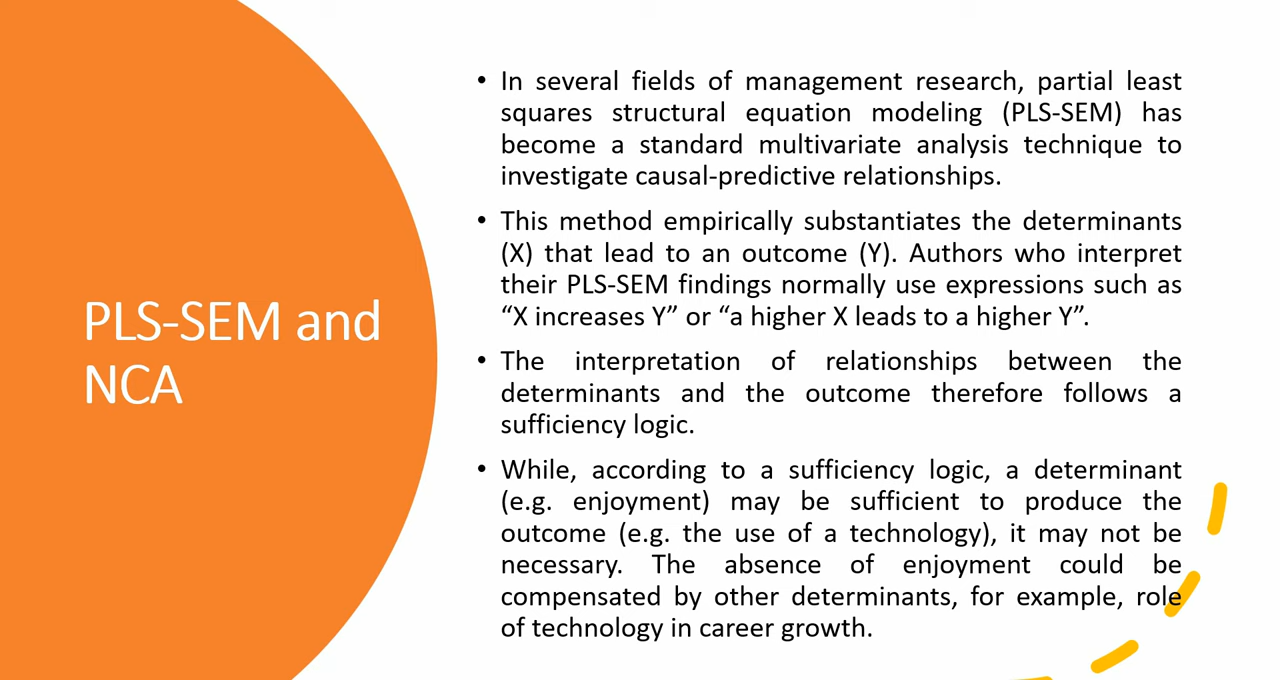 PLS-SEM and
NCA
• In several fields of management research, partial least
squares structural equation modeling (PLS-SEM) has
become a standard multivariate analysis technique to
investigate causal-predictive relationships.
• This method empirically substantiates the determinants
(X) that lead to an outcome (Y). Authors who interpret
their PLS-SEM findings normally use expressions such as
“X increases Y” or “a higher X leads to a higher Y”.
• The interpretation of relationships between the
determinants and the outcome therefore follows a
sufficiency logic.
• While, according to a sufficiency logic, a determinant
(e.g. enjoyment) may be sufficient to produce the
outcome (e.g. the use of a technology), it may not be
necessary. The absence of enjoyment could be
compensated by other determinants, for example, role
of technology in career growth.